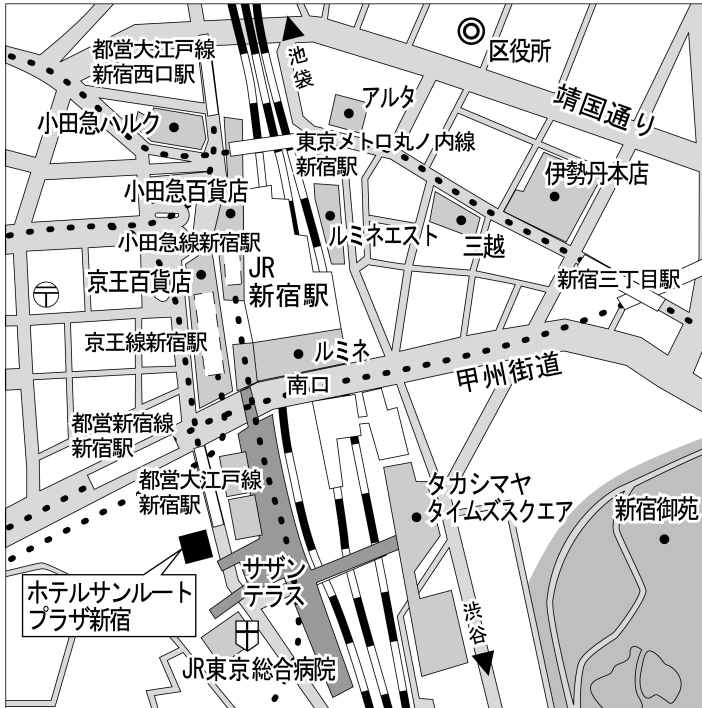 都営大江戸線
新宿西口駅
池袋
区役所
靖国通り
アルタ
小田急ハルク
東京メトロ丸ノ内線
新宿駅
伊勢丹本店
小田急百貨店
ルミネエスト
三越
小田急線新宿駅
京王百貨店
JR
新宿駅
新宿三丁目駅
京王線新宿駅
ルミネ
南口
甲州街道
都営新宿線
新宿駅
都営大江戸線
新宿駅
タカシマヤ
タイムズスクエア
新宿御苑
ホテルサンルート
プラザ新宿
サザン
テラス
渋谷
JR東京総合病院